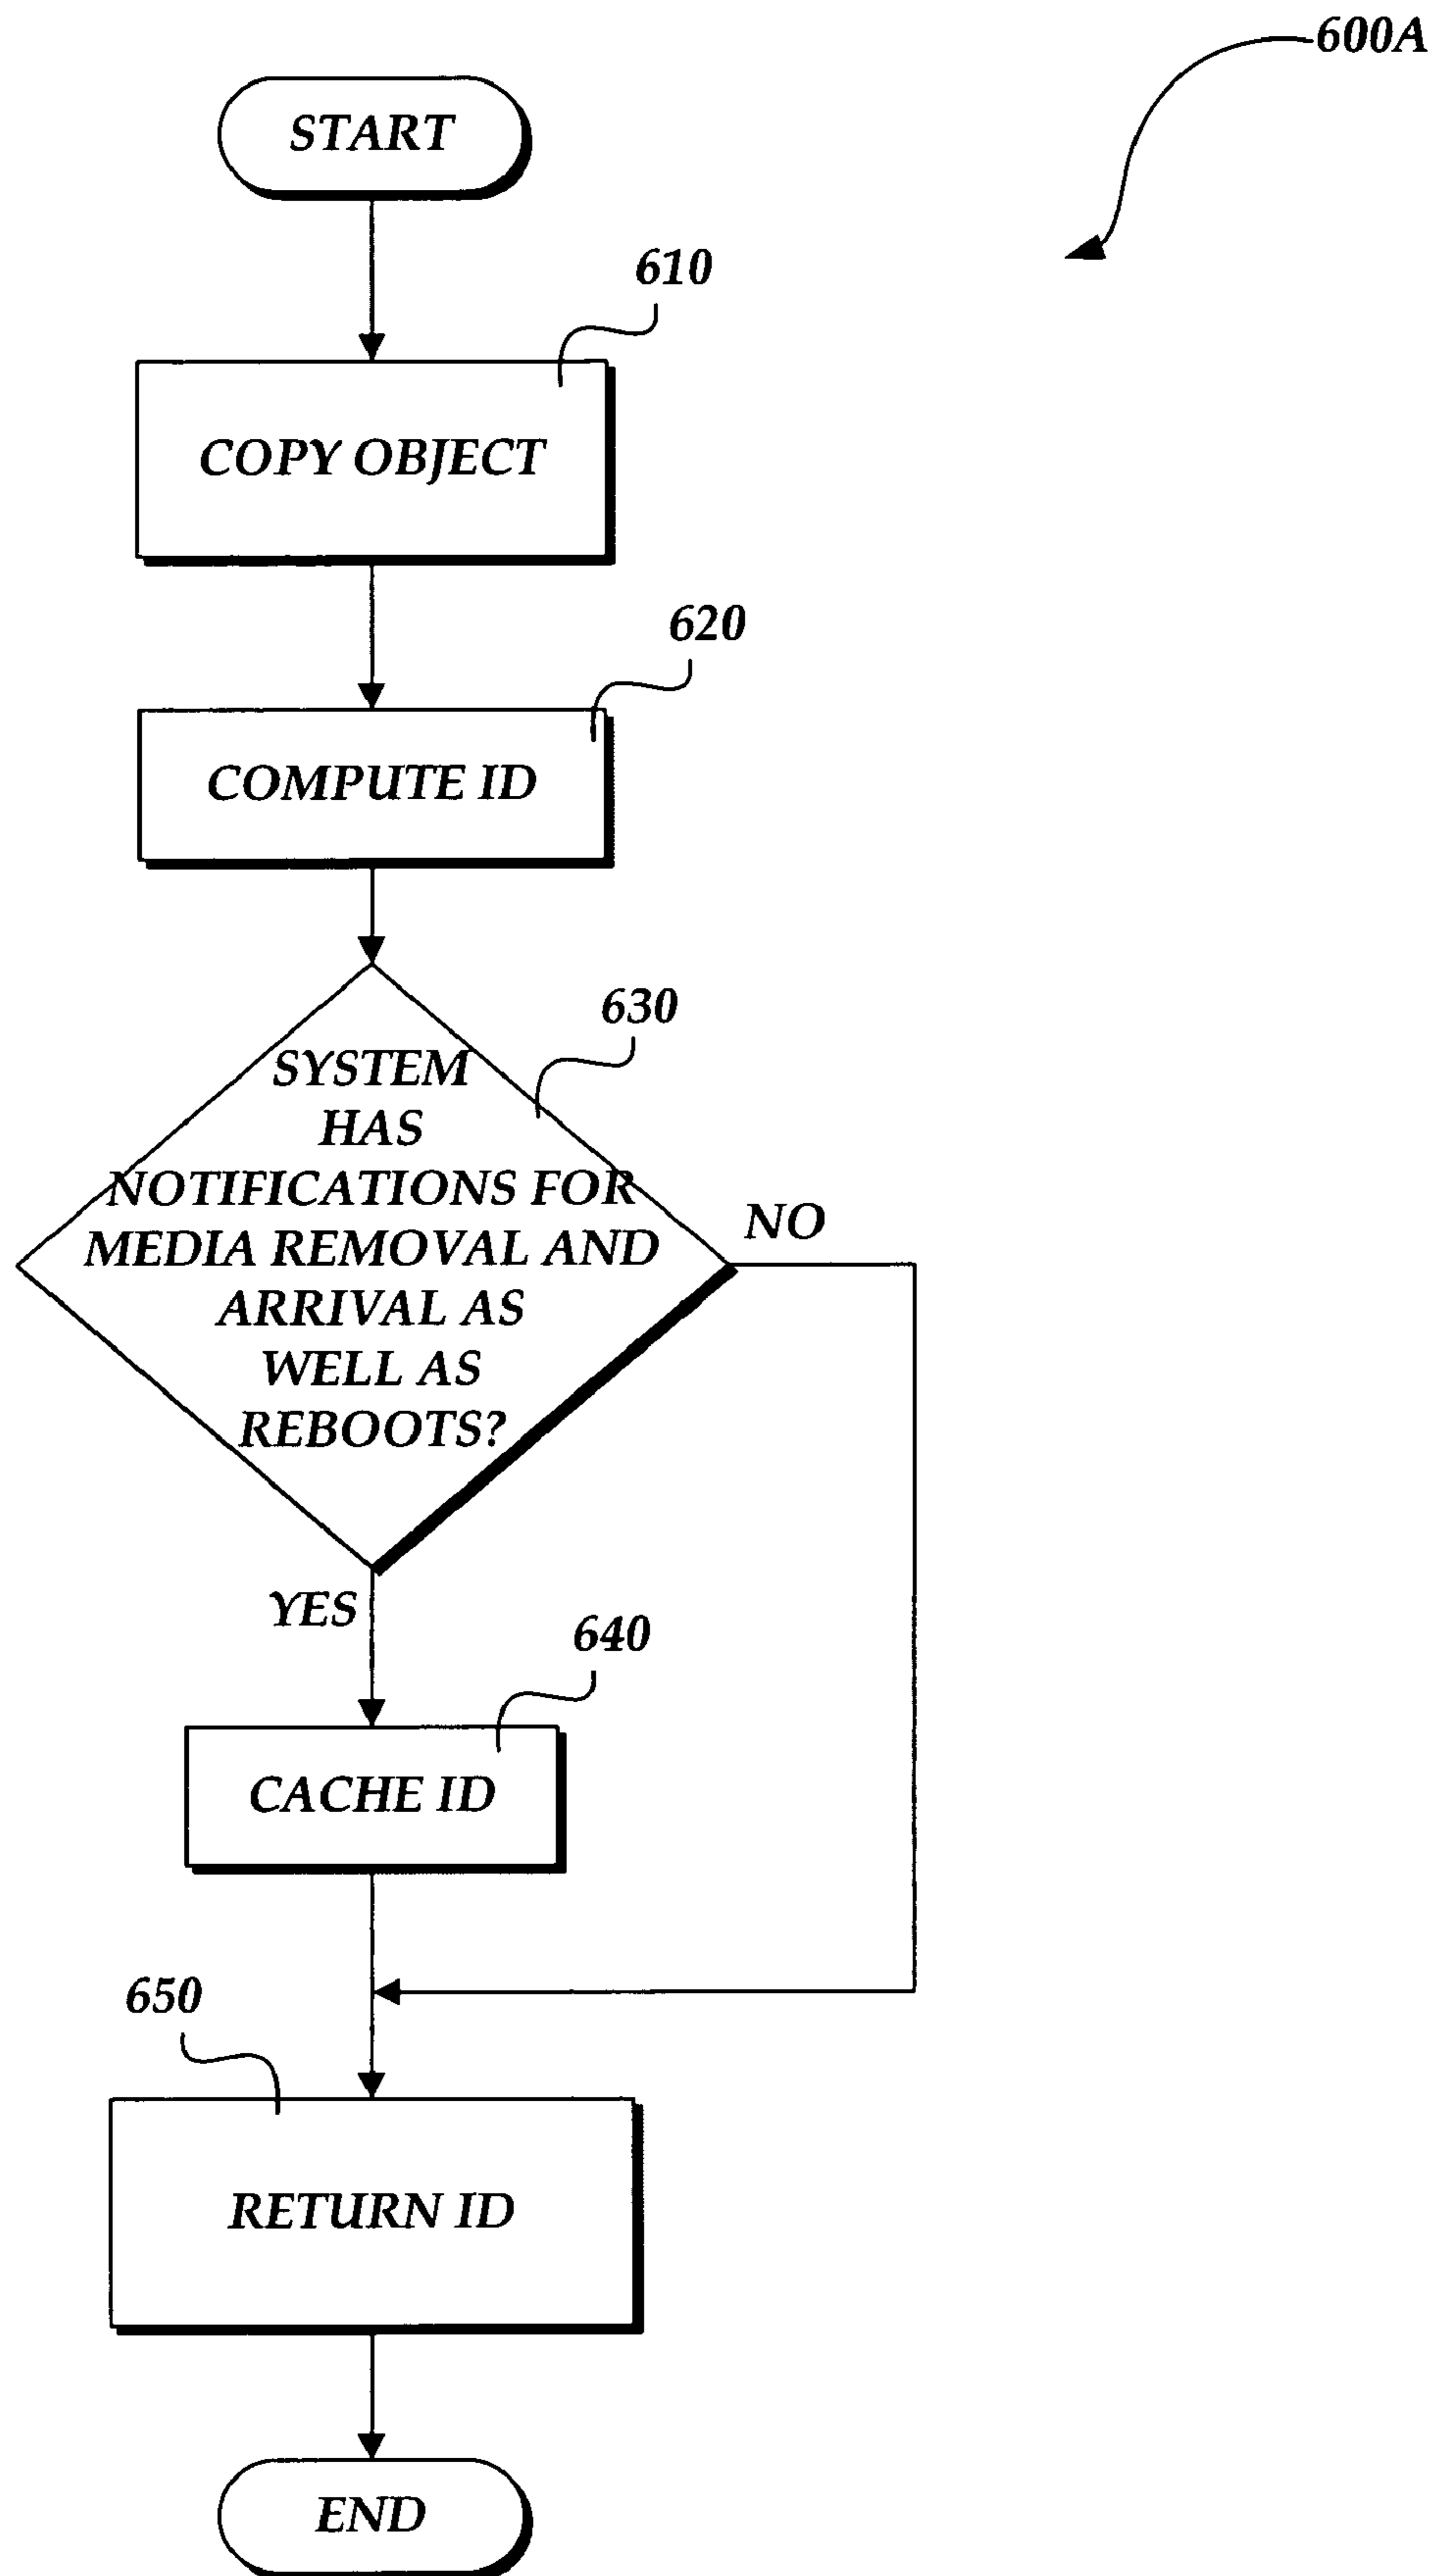 600A
START
610
COPY OBJECT
620
COMPUTE ID
630
SYSTEM
HAS
NOTIFICATIONS FOR
MEDIA REMOVAL AND
ARRIVAL AS
WELL AS
REBOOTS?
NO
YES
640
CACHE ID
650
RETURN ID
END